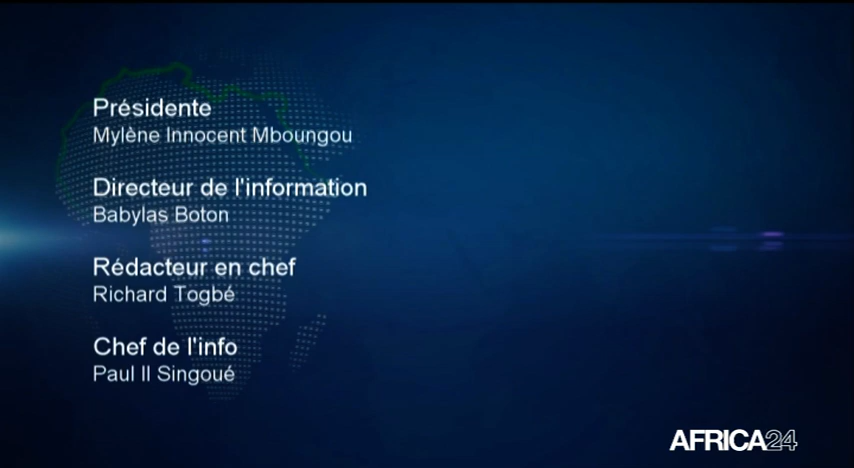 Présidente
Mylène Innocent Mboungou
Directeur de l'information
Babylas Boton
Rédacteur en chef
Richard Togbé
Chef de l'info
Paul II Singoué
AFRICA24